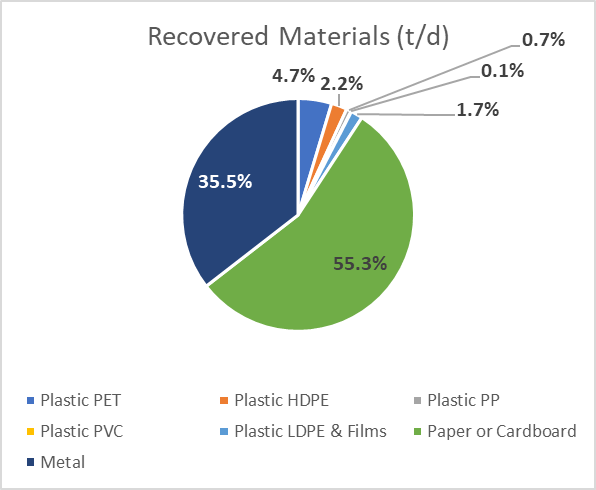 Recovered Materials (t/d)
0.7%
4.7%
2.2%
0.1%
1.7%
35.5%
55.3%
Plastic PET
Plastic HDPE
Plastic PP
Plastic PVC
Plastic LDPE & Films
Paper or Cardboard
Metal